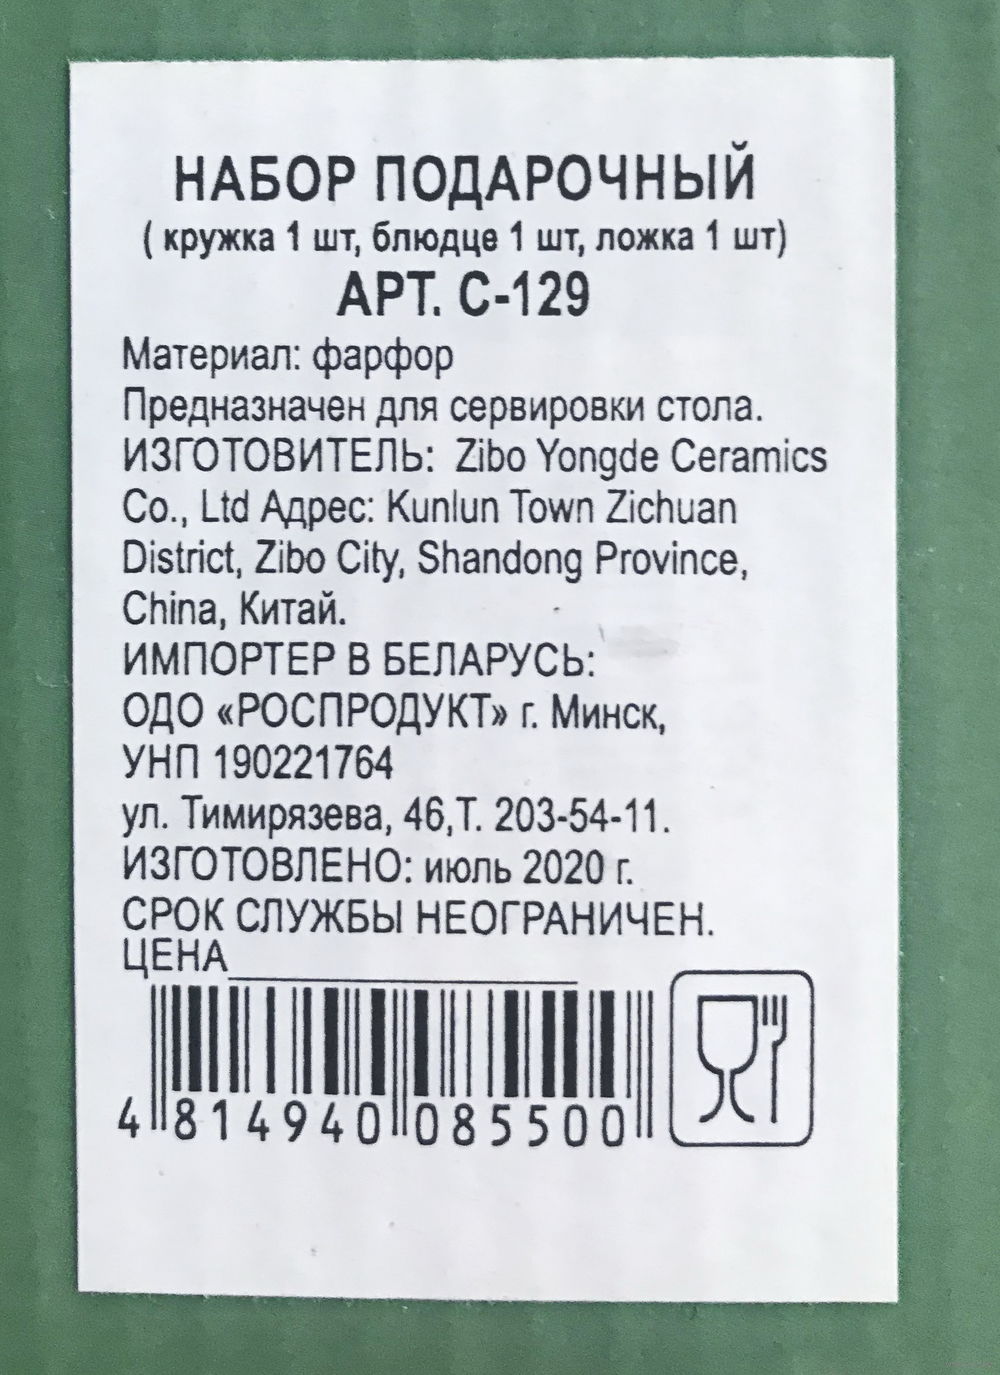 НАБОР ПОДАРОЧНЫЙ
( кружка 1 шт, блюдце 1 шт, ложка 1 шт)
АРТ. С-129
Материал: фарфор
Предназначен для сервировки стола.
ИЗГОТОВИТЕЛЬ: Zibo Yongde Ceramics
Co., Ltd Адрес: Kunlun Town Zichuan
District, Zibo City, Shandong Province,
China, Китай.
ИМПОРТЕР В БЕЛАРУСЬ:
ОДО «РОСПРОДУКТ» г. Минск,
УНП 190221764
ул. Тимирязева, 46,Т. 203-54-11.
ИЗГОТОВЛЕНО: июль 2020 г.
СРОК СЛУЖБЫ НЕОГРАНИЧЕН.
ЦЕНА
4 814940 085500